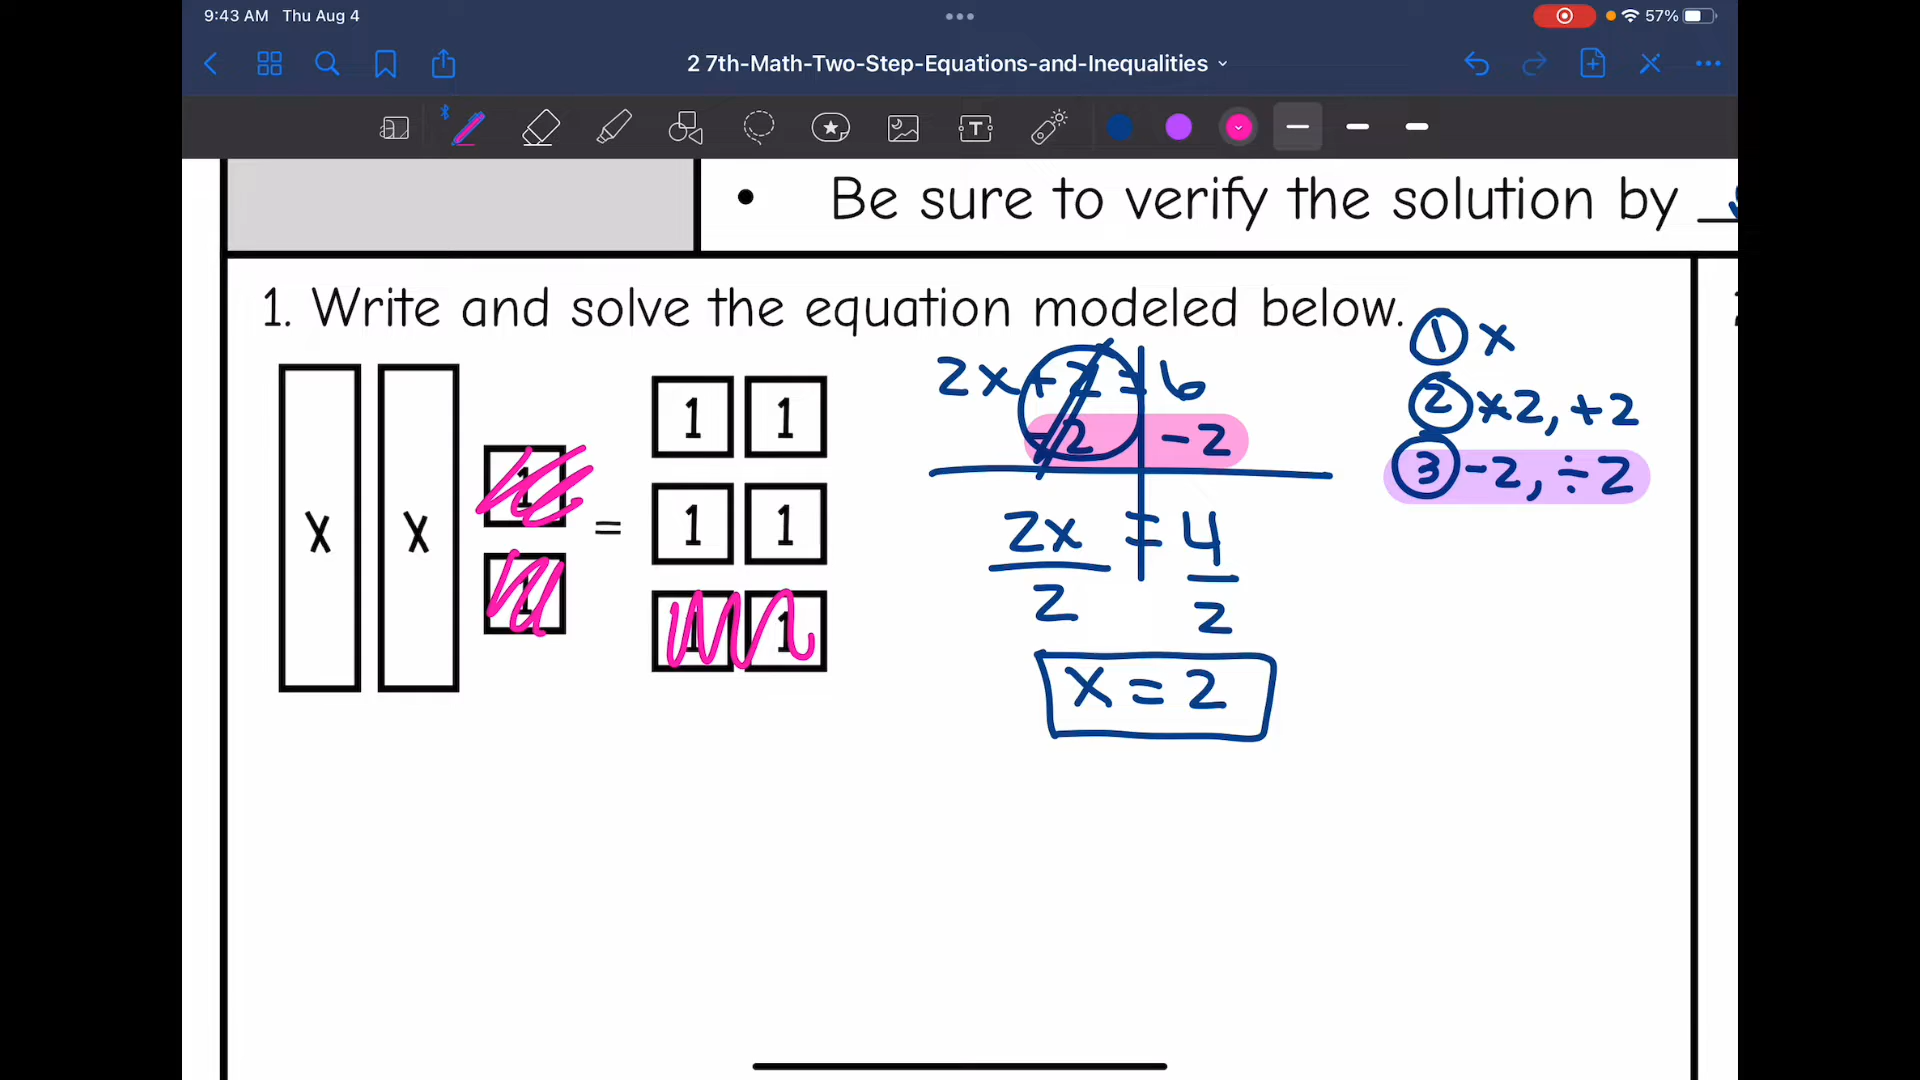 9:43 AM Thu Aug 4
57%
2 7th-Math-Two-Step-Equations-and-Inequalities
• Be sure to verify the solution by
1. Write and solve the equation modeled below.
x x 1 1 = 1 1 1 1 1 1
2x + 2 = 6
-2 -2
2x = 4
2 2
x = 2
① x
② ×2, +2
③ -2, ÷2